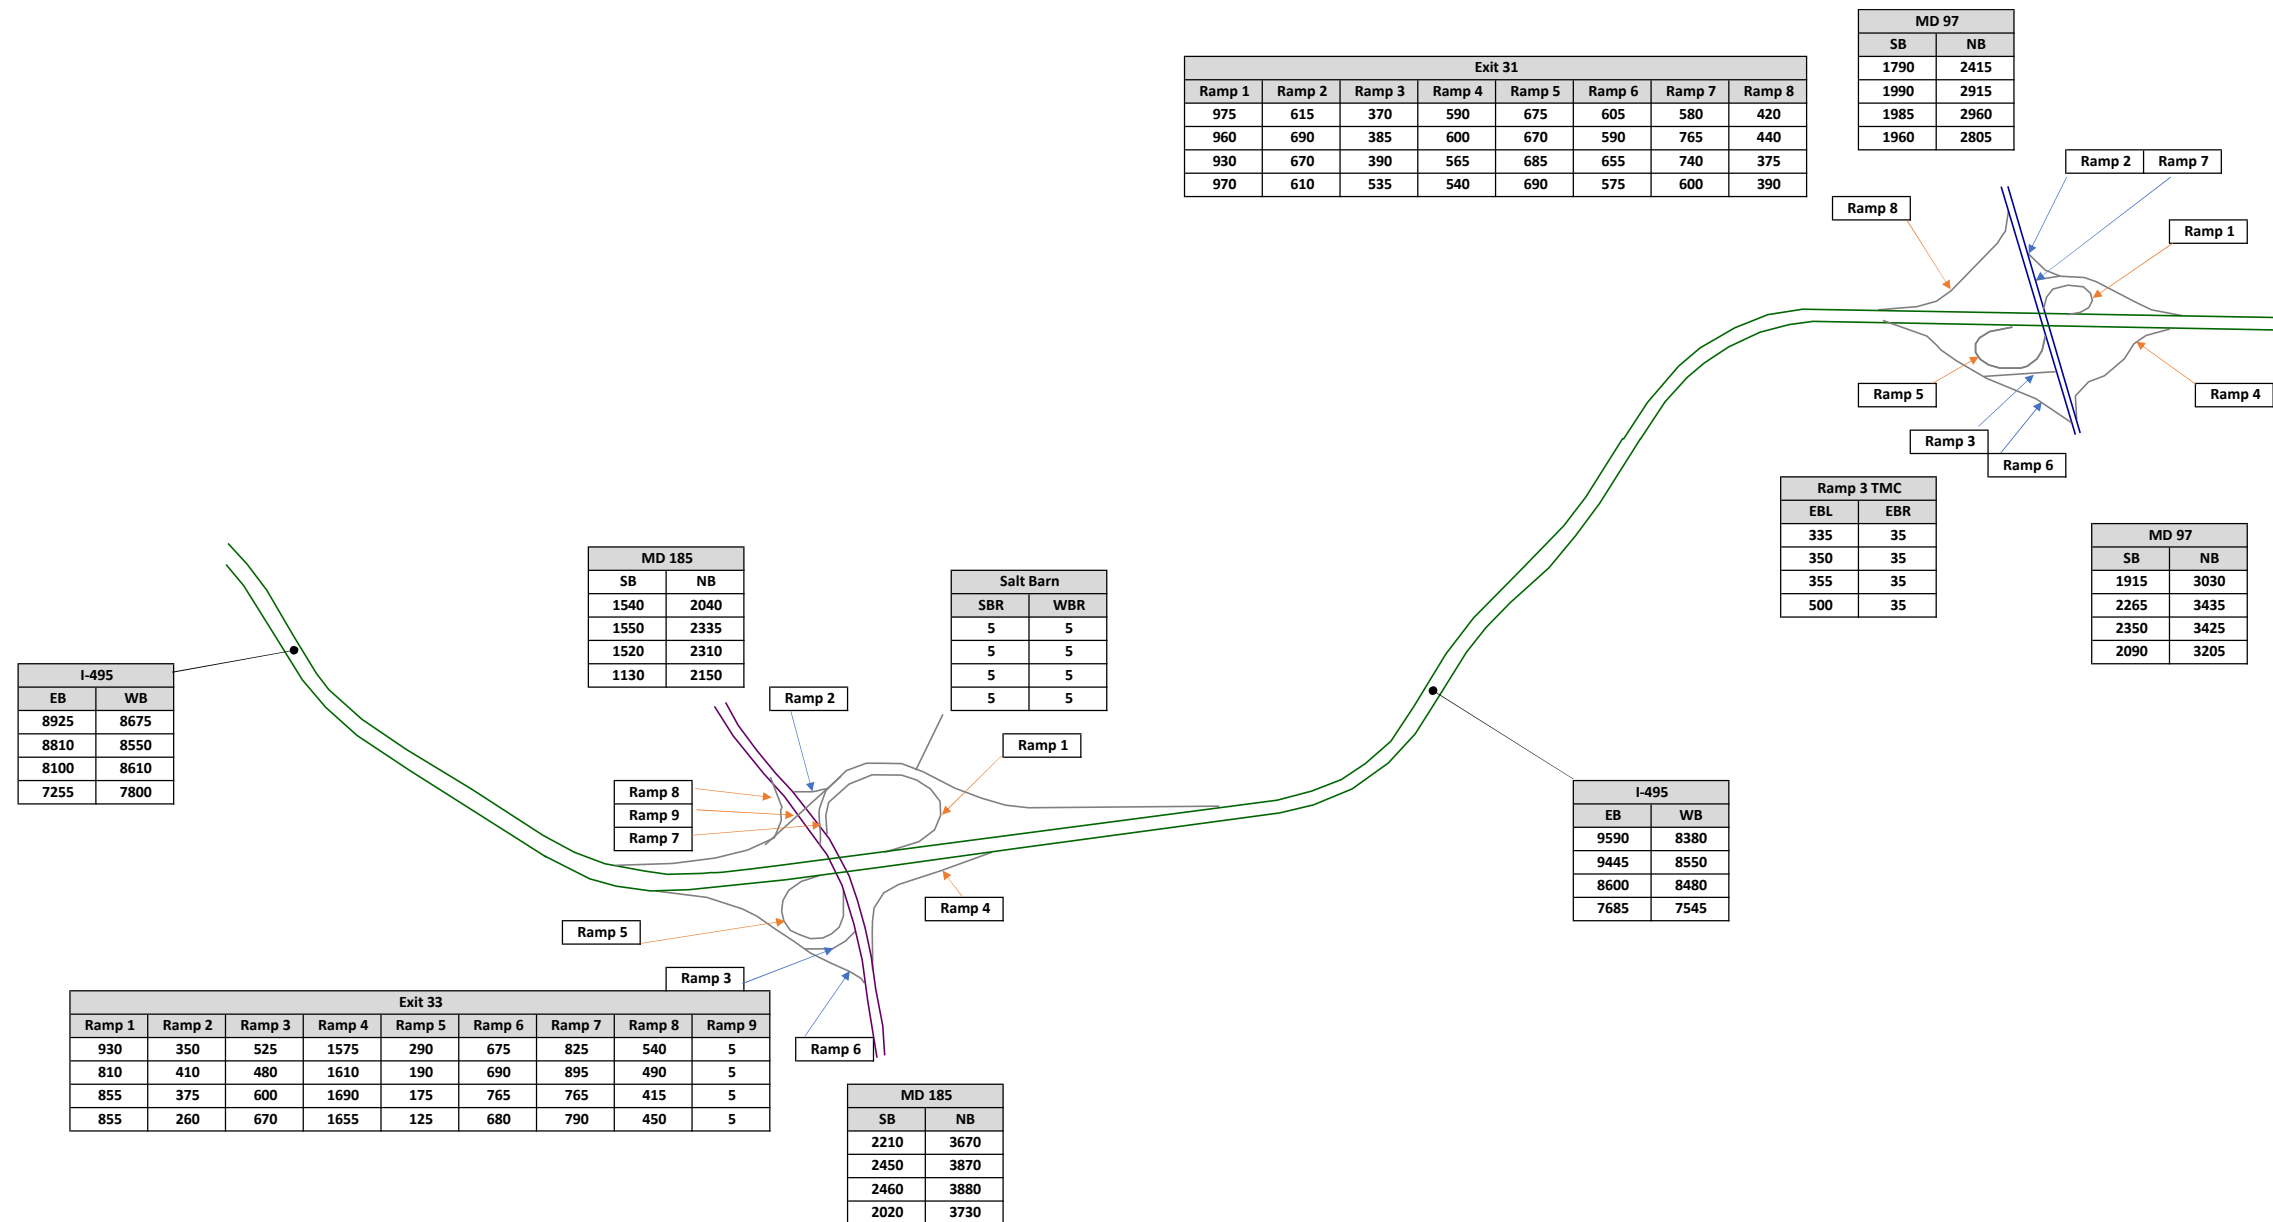 MD 97
SB NB
1790 2415
1990 2915
1985 2960
1960 2805
Exit 31
Ramp 1 Ramp 2 Ramp 3 Ramp 4 Ramp 5 Ramp 6 Ramp 7 Ramp 8
975 615 370 590 675 605 580 420
960 690 385 600 670 590 765 440
930 670 390 565 685 655 740 375
970 610 535 540 690 575 600 390
Ramp 2 Ramp 7
Ramp 8
Ramp 1
Ramp 5
Ramp 4
Ramp 3
Ramp 6
Ramp 3 TMC
EBL EBR
335 35
350 35
355 35
500 35
MD 97
SB NB
1915 3030
2265 3435
2350 3425
2090 3205
MD 185
SB NB
1540 2040
1550 2335
1520 2310
1130 2150
Salt Barn
SBR WBR
5 5
5 5
5 5
5 5
I-495
EB WB
8925 8675
8810 8550
8100 8610
7255 7800
Ramp 2
Ramp 1
Ramp 8
Ramp 9
Ramp 7
I-495
EB WB
9590 8380
9445 8550
8600 8480
7685 7545
Ramp 4
Ramp 5
Ramp 3
Exit 33
Ramp 1 Ramp 2 Ramp 3 Ramp 4 Ramp 5 Ramp 6 Ramp 7 Ramp 8 Ramp 9
930 350 525 1575 290 675 825 540 5
810 410 480 1610 190 690 895 490 5
855 375 600 1690 175 765 765 415 5
855 260 670 1655 125 680 790 450 5
Ramp 6
MD 185
SB NB
2210 3670
2450 3870
2460 3880
2020 3730